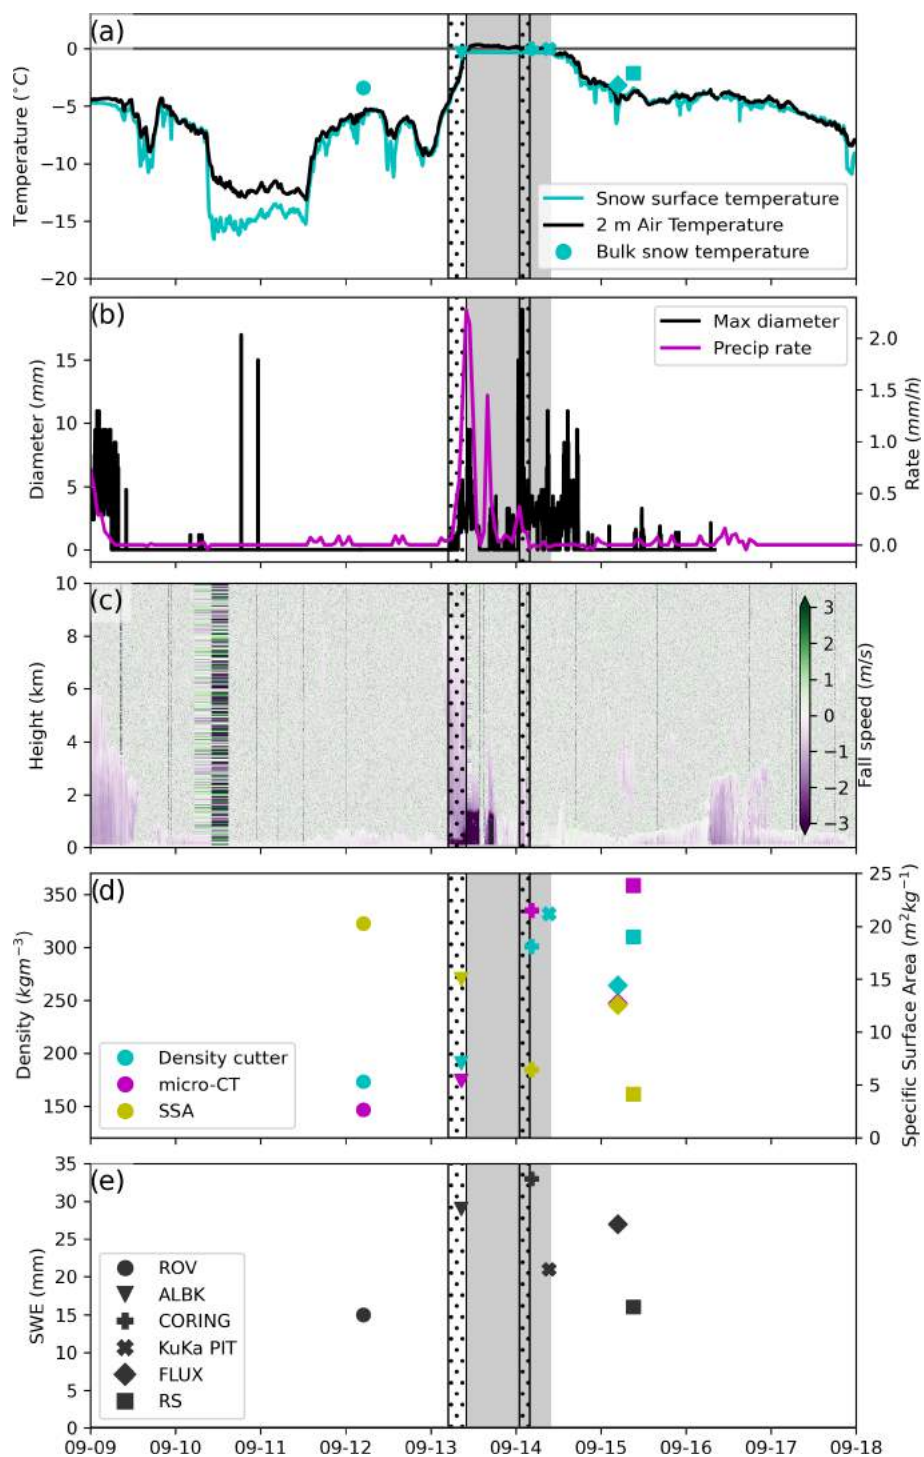 (a)
0
−5
−10
−15
−20
Temperature (°C)
Snow surface temperature
2 m Air Temperature
Bulk snow temperature
(b)
15
10
5
0
Diameter (mm)
Max diameter
Precip rate
2.0
1.5
1.0
0.5
0.0
Rate (mm/h)
(c)
10
8
6
4
2
0
Height (km)
3
2
1
0
−1
−2
−3
Fall speed (m/s)
(d)
350
300
250
200
150
Density (kgm⁻³)
Density cutter
micro-CT
SSA
25
20
15
10
5
0
Specific Surface Area (m²kg⁻¹)
(e)
35
30
25
20
15
10
5
0
SWE (mm)
ROV
ALBK
CORING
KuKa PIT
FLUX
RS
09-09 09-10 09-11 09-12 09-13 09-14 09-15 09-16 09-17 09-18